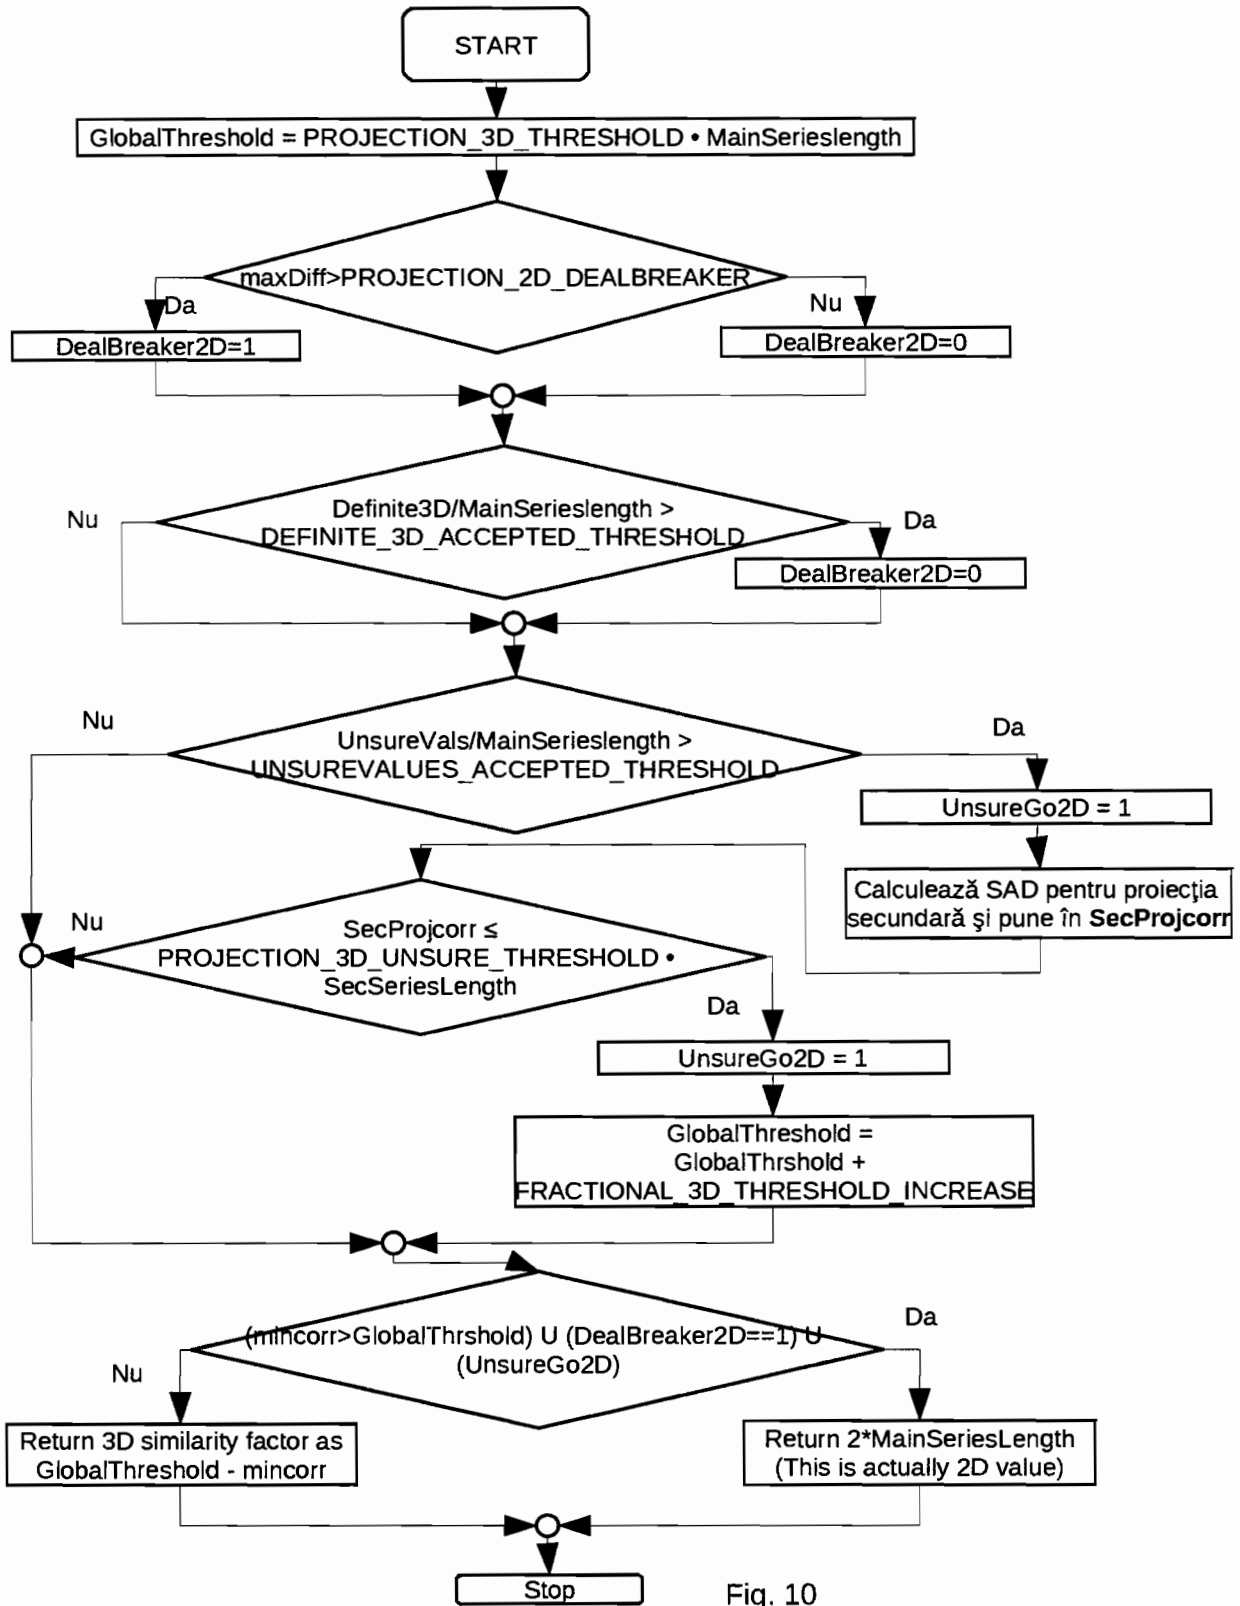 START
GlobalThreshold = PROJECTION_3D_THRESHOLD • MainSerieslength
maxDiff>PROJECTION_2D_DEALBREAKER
Da
Nu
DealBreaker2D=1
DealBreaker2D=0
Definite3D/MainSerieslength >
DEFINITE_3D_ACCEPTED_THRESHOLD
Nu
Da
DealBreaker2D=0
Nu
Da
UnsureVals/MainSerieslength >
UNSUREVALUES_ACCEPTED_THRESHOLD
UnsureGo2D = 1
Calculează SAD pentru proiecţia
secundară şi pune în SecProjcorr
Nu
SecProjcorr ≤
PROJECTION_3D_UNSURE_THRESHOLD •
SecSeriesLength
Da
UnsureGo2D = 1
GlobalThreshold =
GlobalThrshold +
FRACTIONAL_3D_THRESHOLD_INCREASE
(mincorr>GlobalThrshold) U (DealBreaker2D==1) U
(UnsureGo2D)
Da
Nu
Return 3D similarity factor as
GlobalThreshold - mincorr
Return 2*MainSeriesLength
(This is actually 2D value)
Stop
Fig. 10